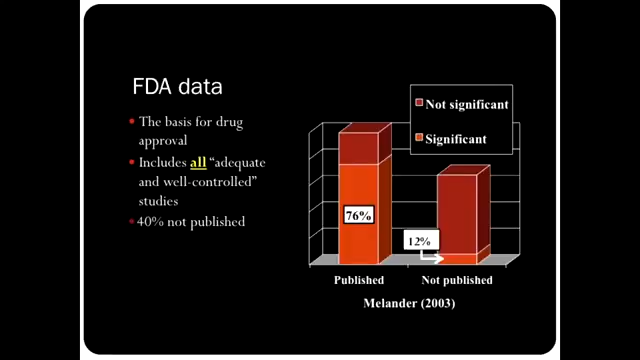 FDA data
• The basis for drug
approval
• Includes all “adequate
and well-controlled”
studies
• 40% not published
Not significant
Significant
76%
12%
Published
Not published
Melander (2003)